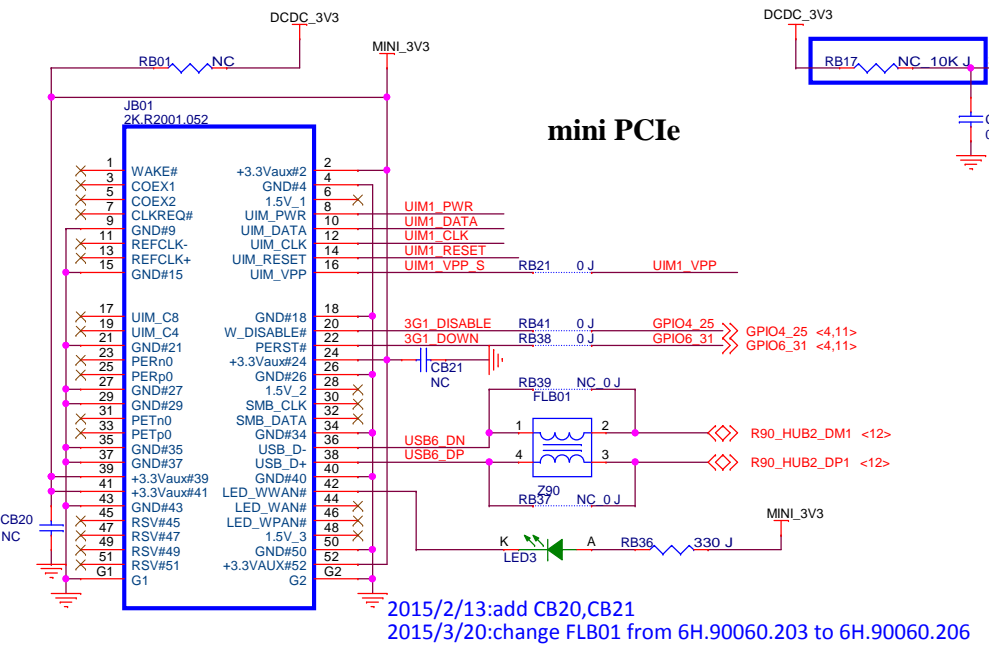 DCDC_3V3
DCDC_3V3
MINI_3V3
RB01 NC
RB17 NC_10K J
JB01
2K.R2001.052
mini PCIe
1 WAKE# +3.3Vaux#2 2
3 COEX1 GND#4 4
5 COEX2 1.5V_1 6
7 CLKREQ# UIM_PWR 8 UIM1_PWR
9 GND#9 UIM_DATA 10 UIM1_DATA
11 REFCLK- UIM_CLK 12 UIM1_CLK
13 REFCLK+ UIM_RESET 14 UIM1_RESET
15 GND#15 UIM_VPP 16 UIM1_VPP_S RB21 0 J UIM1_VPP
17 UIM_C8 GND#18 18
19 UIM_C4 W_DISABLE# 20 3G1_DISABLE RB41 0 J GPIO4_25 GPIO4_25 <4,11>
21 GND#21 PERST# 22 3G1_DOWN RB38 0 J GPIO6_31 GPIO6_31 <4,11>
23 PERn0 +3.3Vaux#24 24
25 PERp0 GND#26 26
CB21
NC
27 GND#27 1.5V_2 28
29 GND#29 SMB_CLK 30
31 PETn0 SMB_DATA 32
33 PETp0 GND#34 34
35 GND#35 USB_D- 36 USB6_DN
37 GND#37 USB_D+ 38 USB6_DP
39 +3.3Vaux#39 GND#40 40
41 +3.3Vaux#41 LED_WWAN# 42
43 GND#43 LED_WAN# 44
45 RSV#45 LED_WPAN# 46
47 RSV#47 1.5V_3 48
49 RSV#49 GND#50 50
51 RSV#51 +3.3VAUX#52 52
G1 G1 G2 G2
RB39 NC_0 J
FLB01
1 2 R90_HUB2_DM1 <12>
4 3 R90_HUB2_DP1 <12>
Z90
RB37 NC_0 J
MINI_3V3
K A RB36 330 J
LED3
CB20
NC
2015/2/13:add CB20,CB21
2015/3/20:change FLB01 from 6H.90060.203 to 6H.90060.206